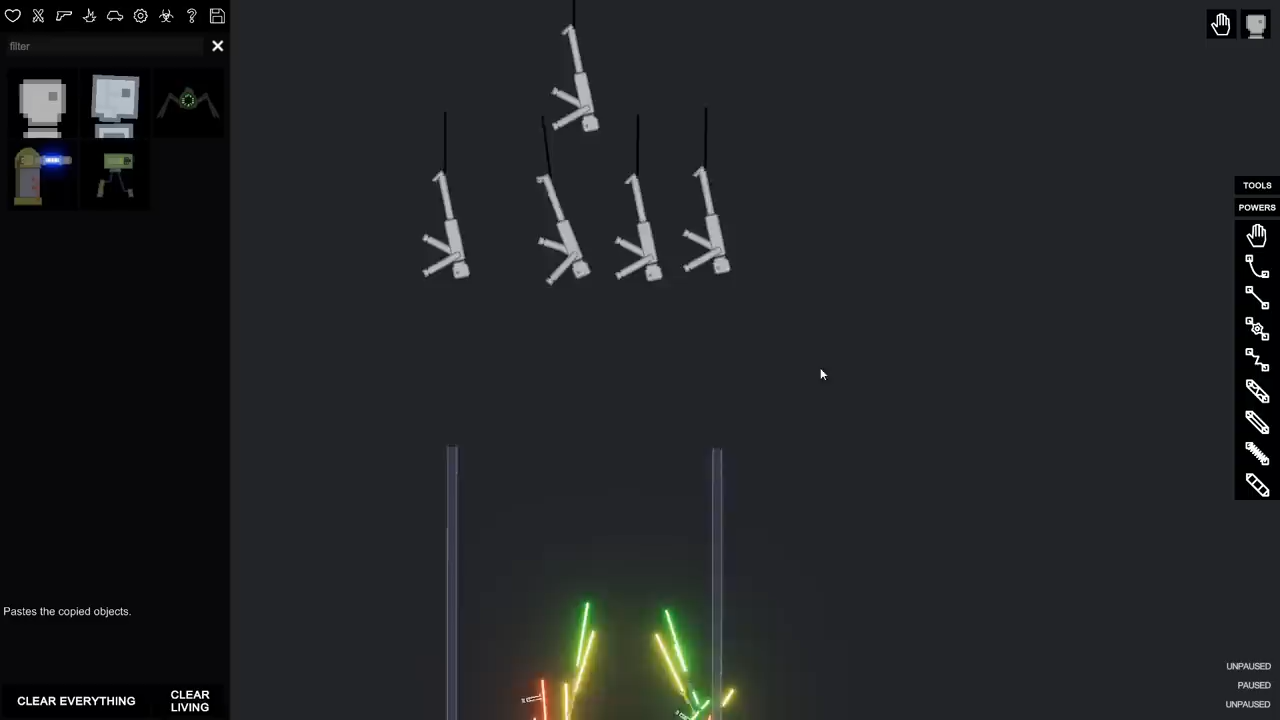 filter
TOOLS
POWERS
Pastes the copied objects.
CLEAR EVERYTHING
CLEAR
LIVING
UNPAUSED
PAUSED
UNPAUSED